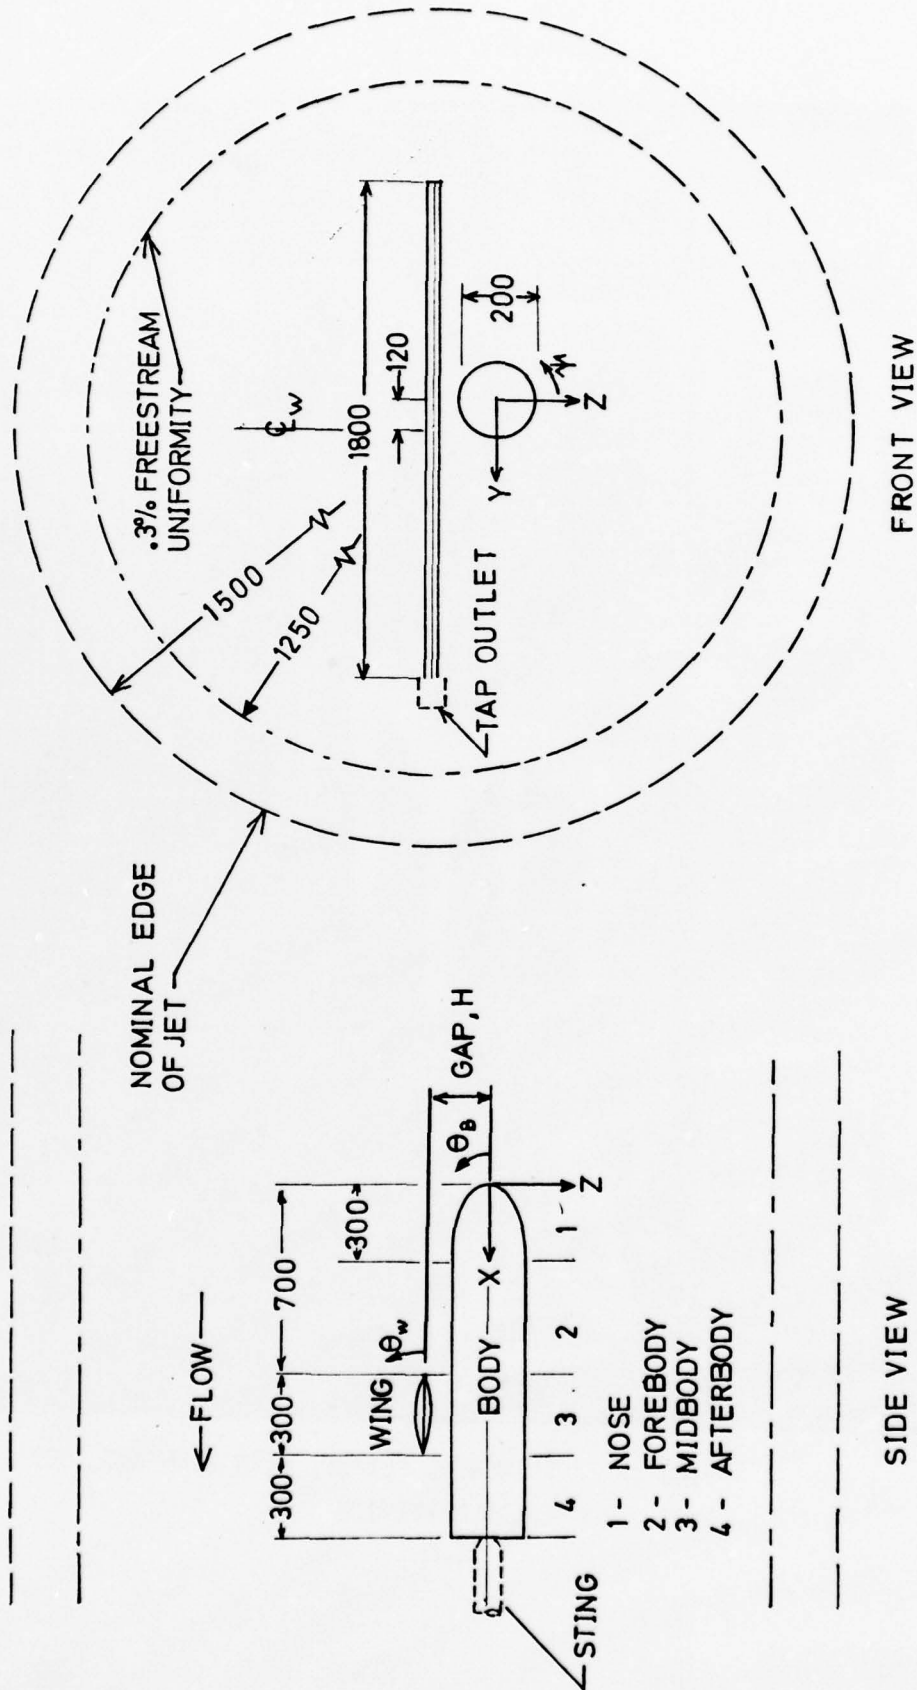 NOMINAL EDGE
OF JET
.3% FREESTREAM
UNIFORMITY
1500
1250
℄w
1800
120
200
Y
Z
ψ
TAP OUTLET
FRONT VIEW
FLOW
300
300
700
300
WING
θw
GAP, H
θB
BODY
X
Z
4
3
2
1
STING
1 - NOSE
2 - FOREBODY
3 - MIDBODY
4 - AFTERBODY
SIDE VIEW